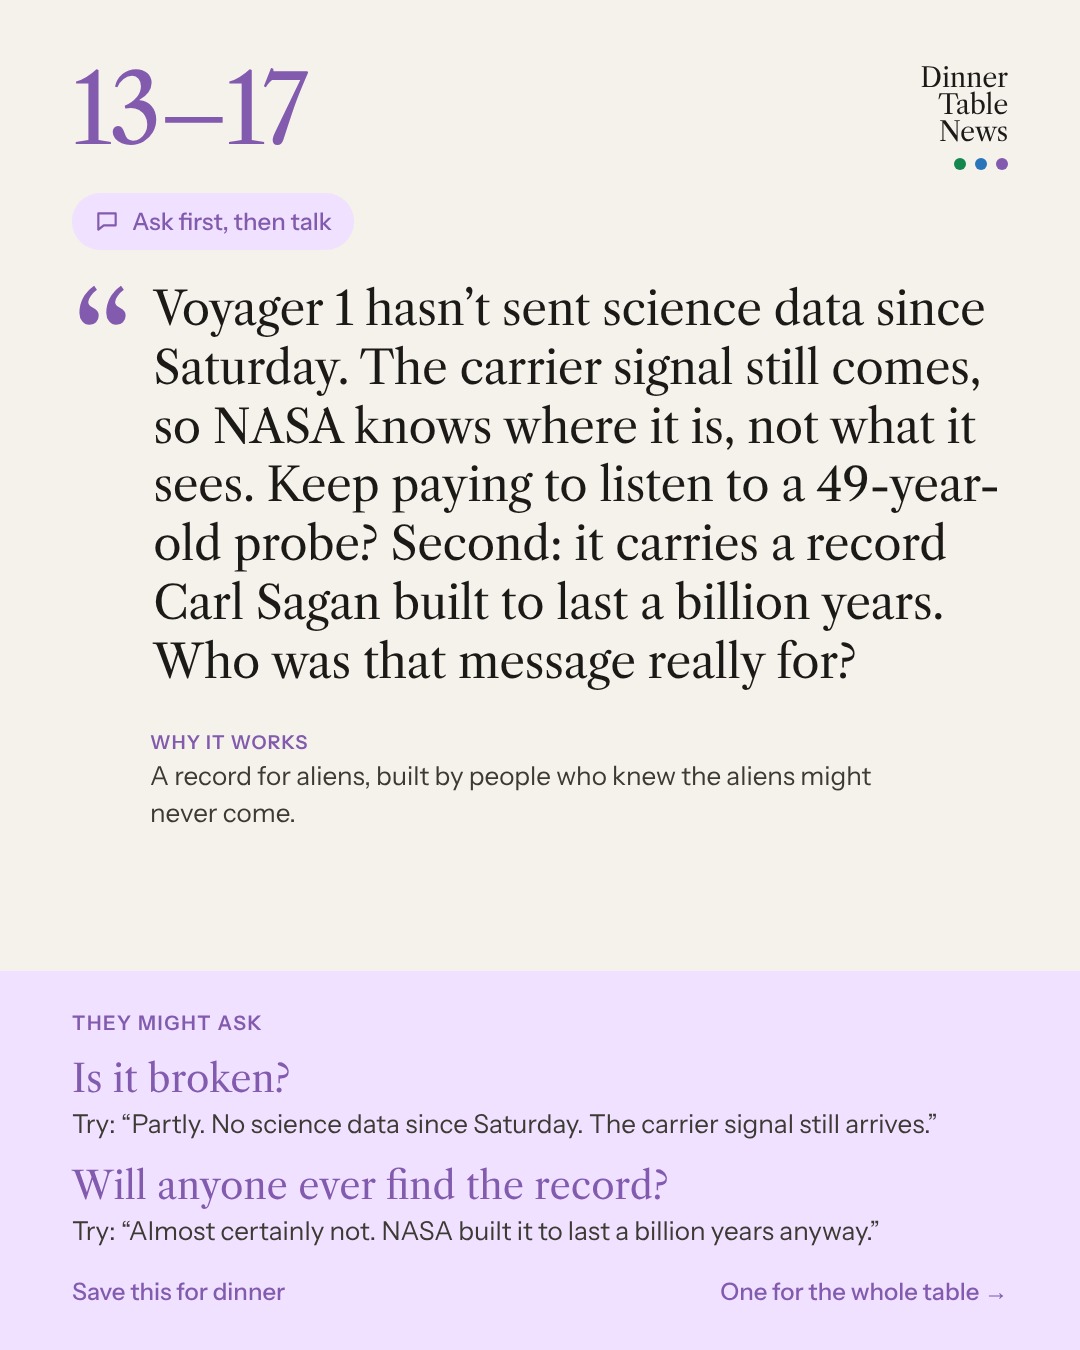 13–17
Dinner
Table
News
Ask first, then talk
“ Voyager 1 hasn’t sent science data since
Saturday. The carrier signal still comes,
so NASA knows where it is, not what it
sees. Keep paying to listen to a 49-year-
old probe? Second: it carries a record
Carl Sagan built to last a billion years.
Who was that message really for?
WHY IT WORKS
A record for aliens, built by people who knew the aliens might
never come.
THEY MIGHT ASK
Is it broken?
Try: “Partly. No science data since Saturday. The carrier signal still arrives.”
Will anyone ever find the record?
Try: “Almost certainly not. NASA built it to last a billion years anyway.”
Save this for dinner
One for the whole table →